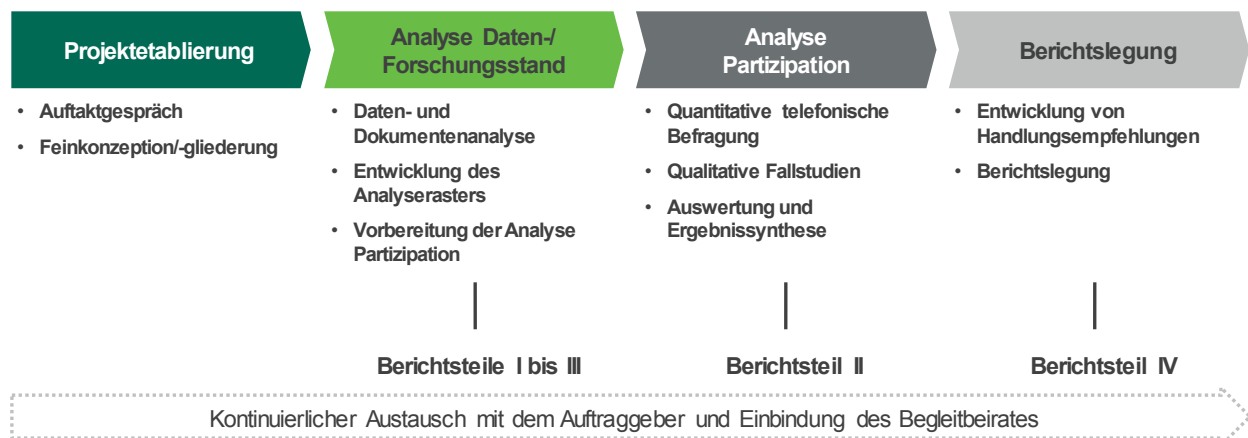 Projektetablierung
• Auftaktgespräch
• Feinkonzeption/-gliederung
Analyse Daten-/
Forschungsstand
• Daten- und
Dokumentenanalyse
• Entwicklung des
Analyserasters
• Vorbereitung der Analyse
Partizipation
Berichtsteile I bis III
Analyse
Partizipation
• Quantitative telefonische
Befragung
• Qualitative Fallstudien
• Auswertung und
Ergebnissynthese
Berichtsteil II
Berichtslegung
• Entwicklung von
Handlungsempfehlungen
• Berichtslegung
Berichtsteil IV
Kontinuierlicher Austausch mit dem Auftraggeber und Einbindung des Begleitbeirates